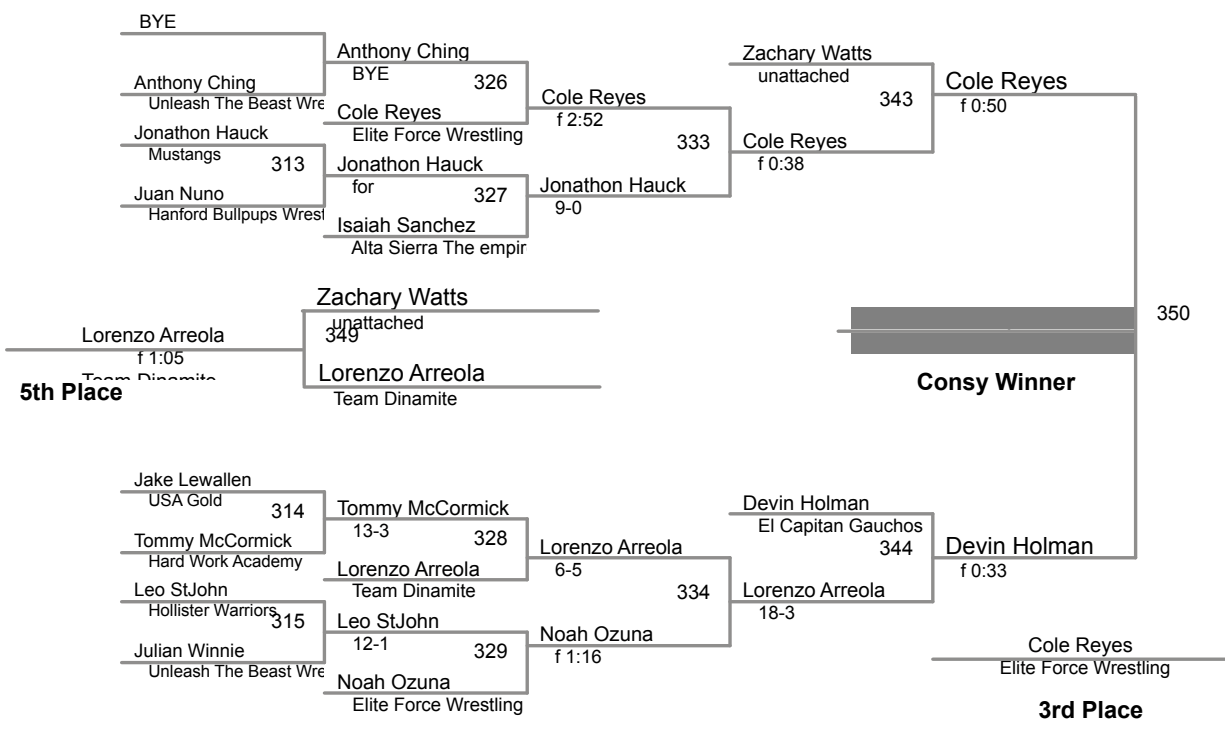 BYE
Anthony Ching
Unleash The Beast Wre
Jonathon Hauck
Mustangs
313
Juan Nuno
Hanford Bullpups Wrest
Anthony Ching
BYE
326
Cole Reyes
Elite Force Wrestling
Jonathon Hauck
for
327
Isaiah Sanchez
Alta Sierra The empir
Cole Reyes
f 2:52
333
Jonathon Hauck
9-0
Zachary Watts
unattached
343
Cole Reyes
f 0:38
Cole Reyes
f 0:50
350
Zachary Watts
unattached
349
Lorenzo Arreola
Team Dinamite
Lorenzo Arreola
f 1:05
Team Dinamite
5th Place
Consy Winner
Jake Lewallen
USA Gold
314
Tommy McCormick
Hard Work Academy
Leo StJohn
Hollister Warriors
315
Julian Winnie
Unleash The Beast Wre
Tommy McCormick
13-3
328
Lorenzo Arreola
Team Dinamite
Leo StJohn
12-1
329
Noah Ozuna
Elite Force Wrestling
Lorenzo Arreola
6-5
334
Noah Ozuna
f 1:16
Devin Holman
El Capitan Gauchos
344
Lorenzo Arreola
18-3
Devin Holman
f 0:33
Cole Reyes
Elite Force Wrestling
3rd Place